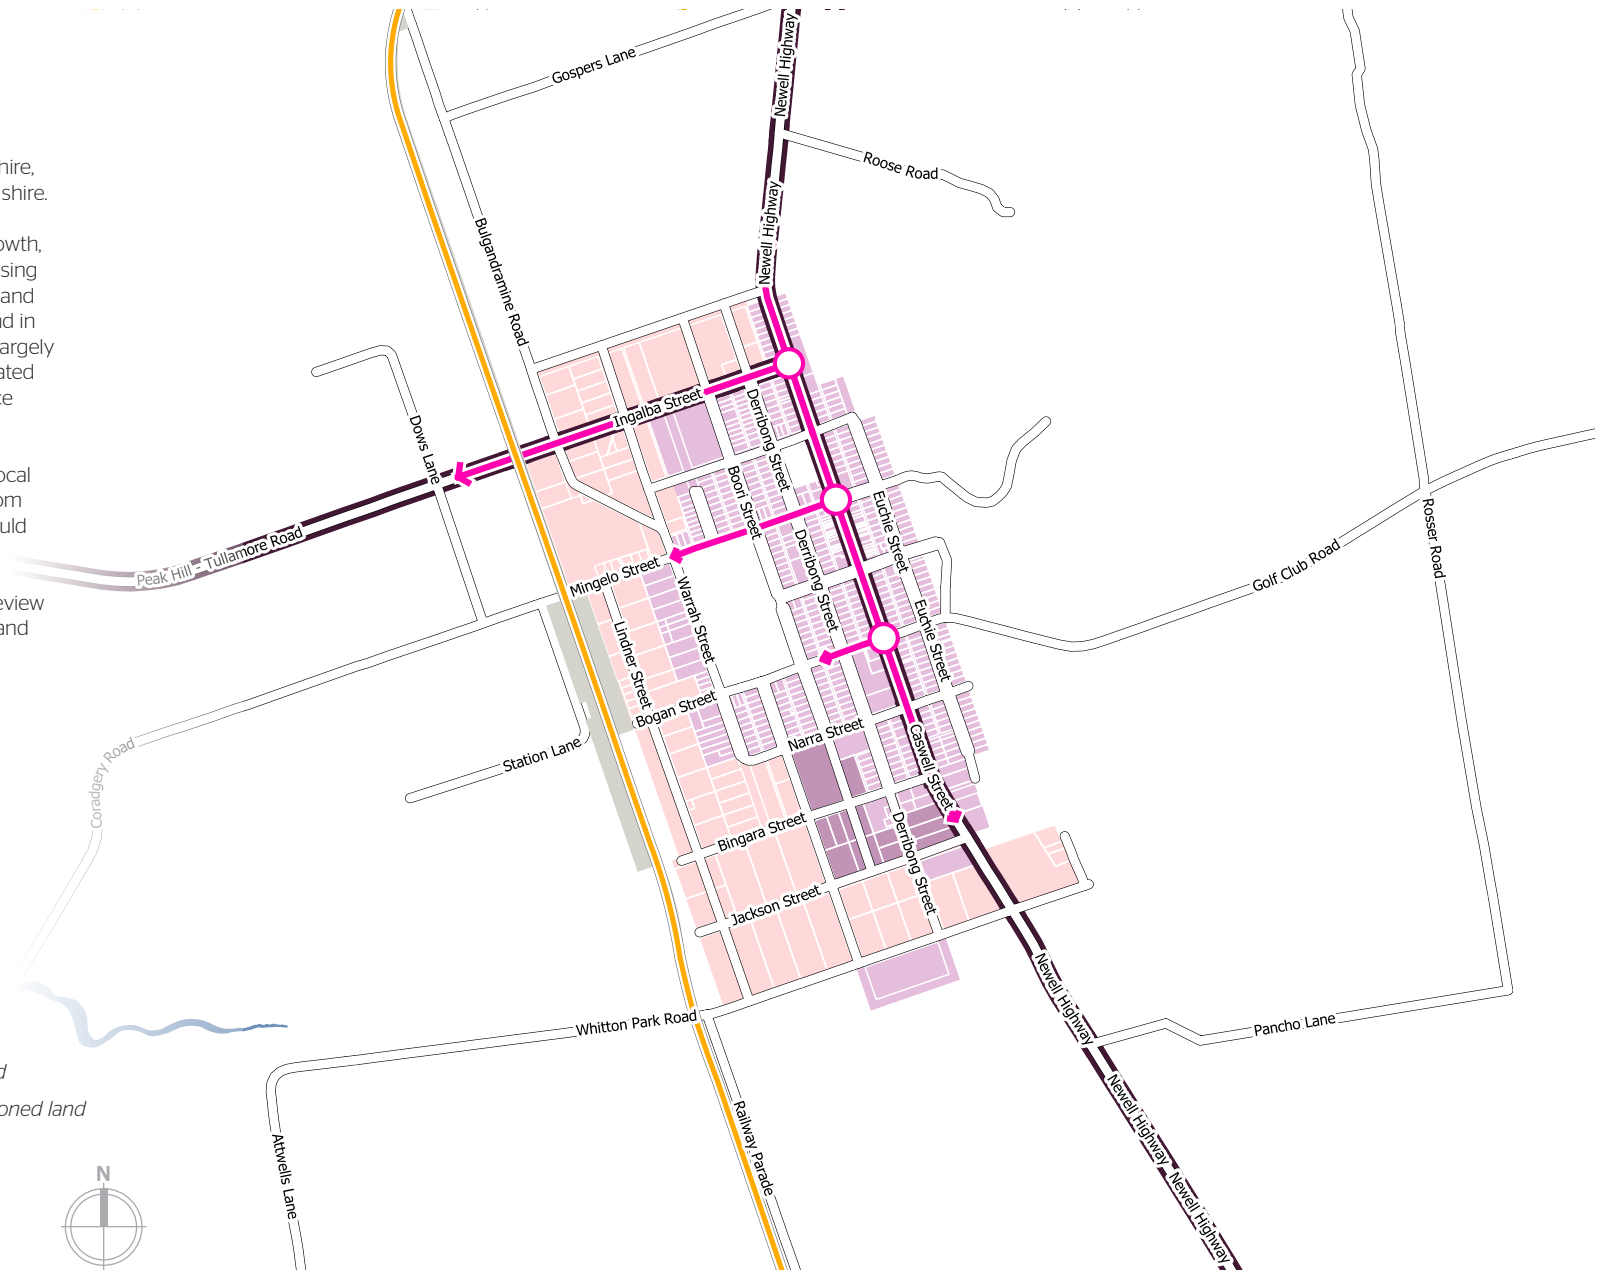 Newell Highway
Gospers Lane
Roose Road
hire,
shire.
Newell Highway
Bulgandramine Road
owth,
sing
and
nd in
argely
ated
ce
Ingalba Street
Derribong Street
Dows Lane
ocal
om
ould
Boori Street
Euchie Street
Rosser Road
Peak Hill - Tullamore Road
Golf Club Road
Mingelo Street
Derribong Street
eview
and
Warrah Street
Lindner Street
Euchie Street
Bogan Street
Narra Street
Station Lane
Coradgery Road
Caswell Street
Bingara Street
Derribong Street
Jackson Street
Newell Highway
Whitton Park Road
Pancho Lane
d
oned land
Newell Highway
Railway Parade
Attwells Lane
N
Newell Highway